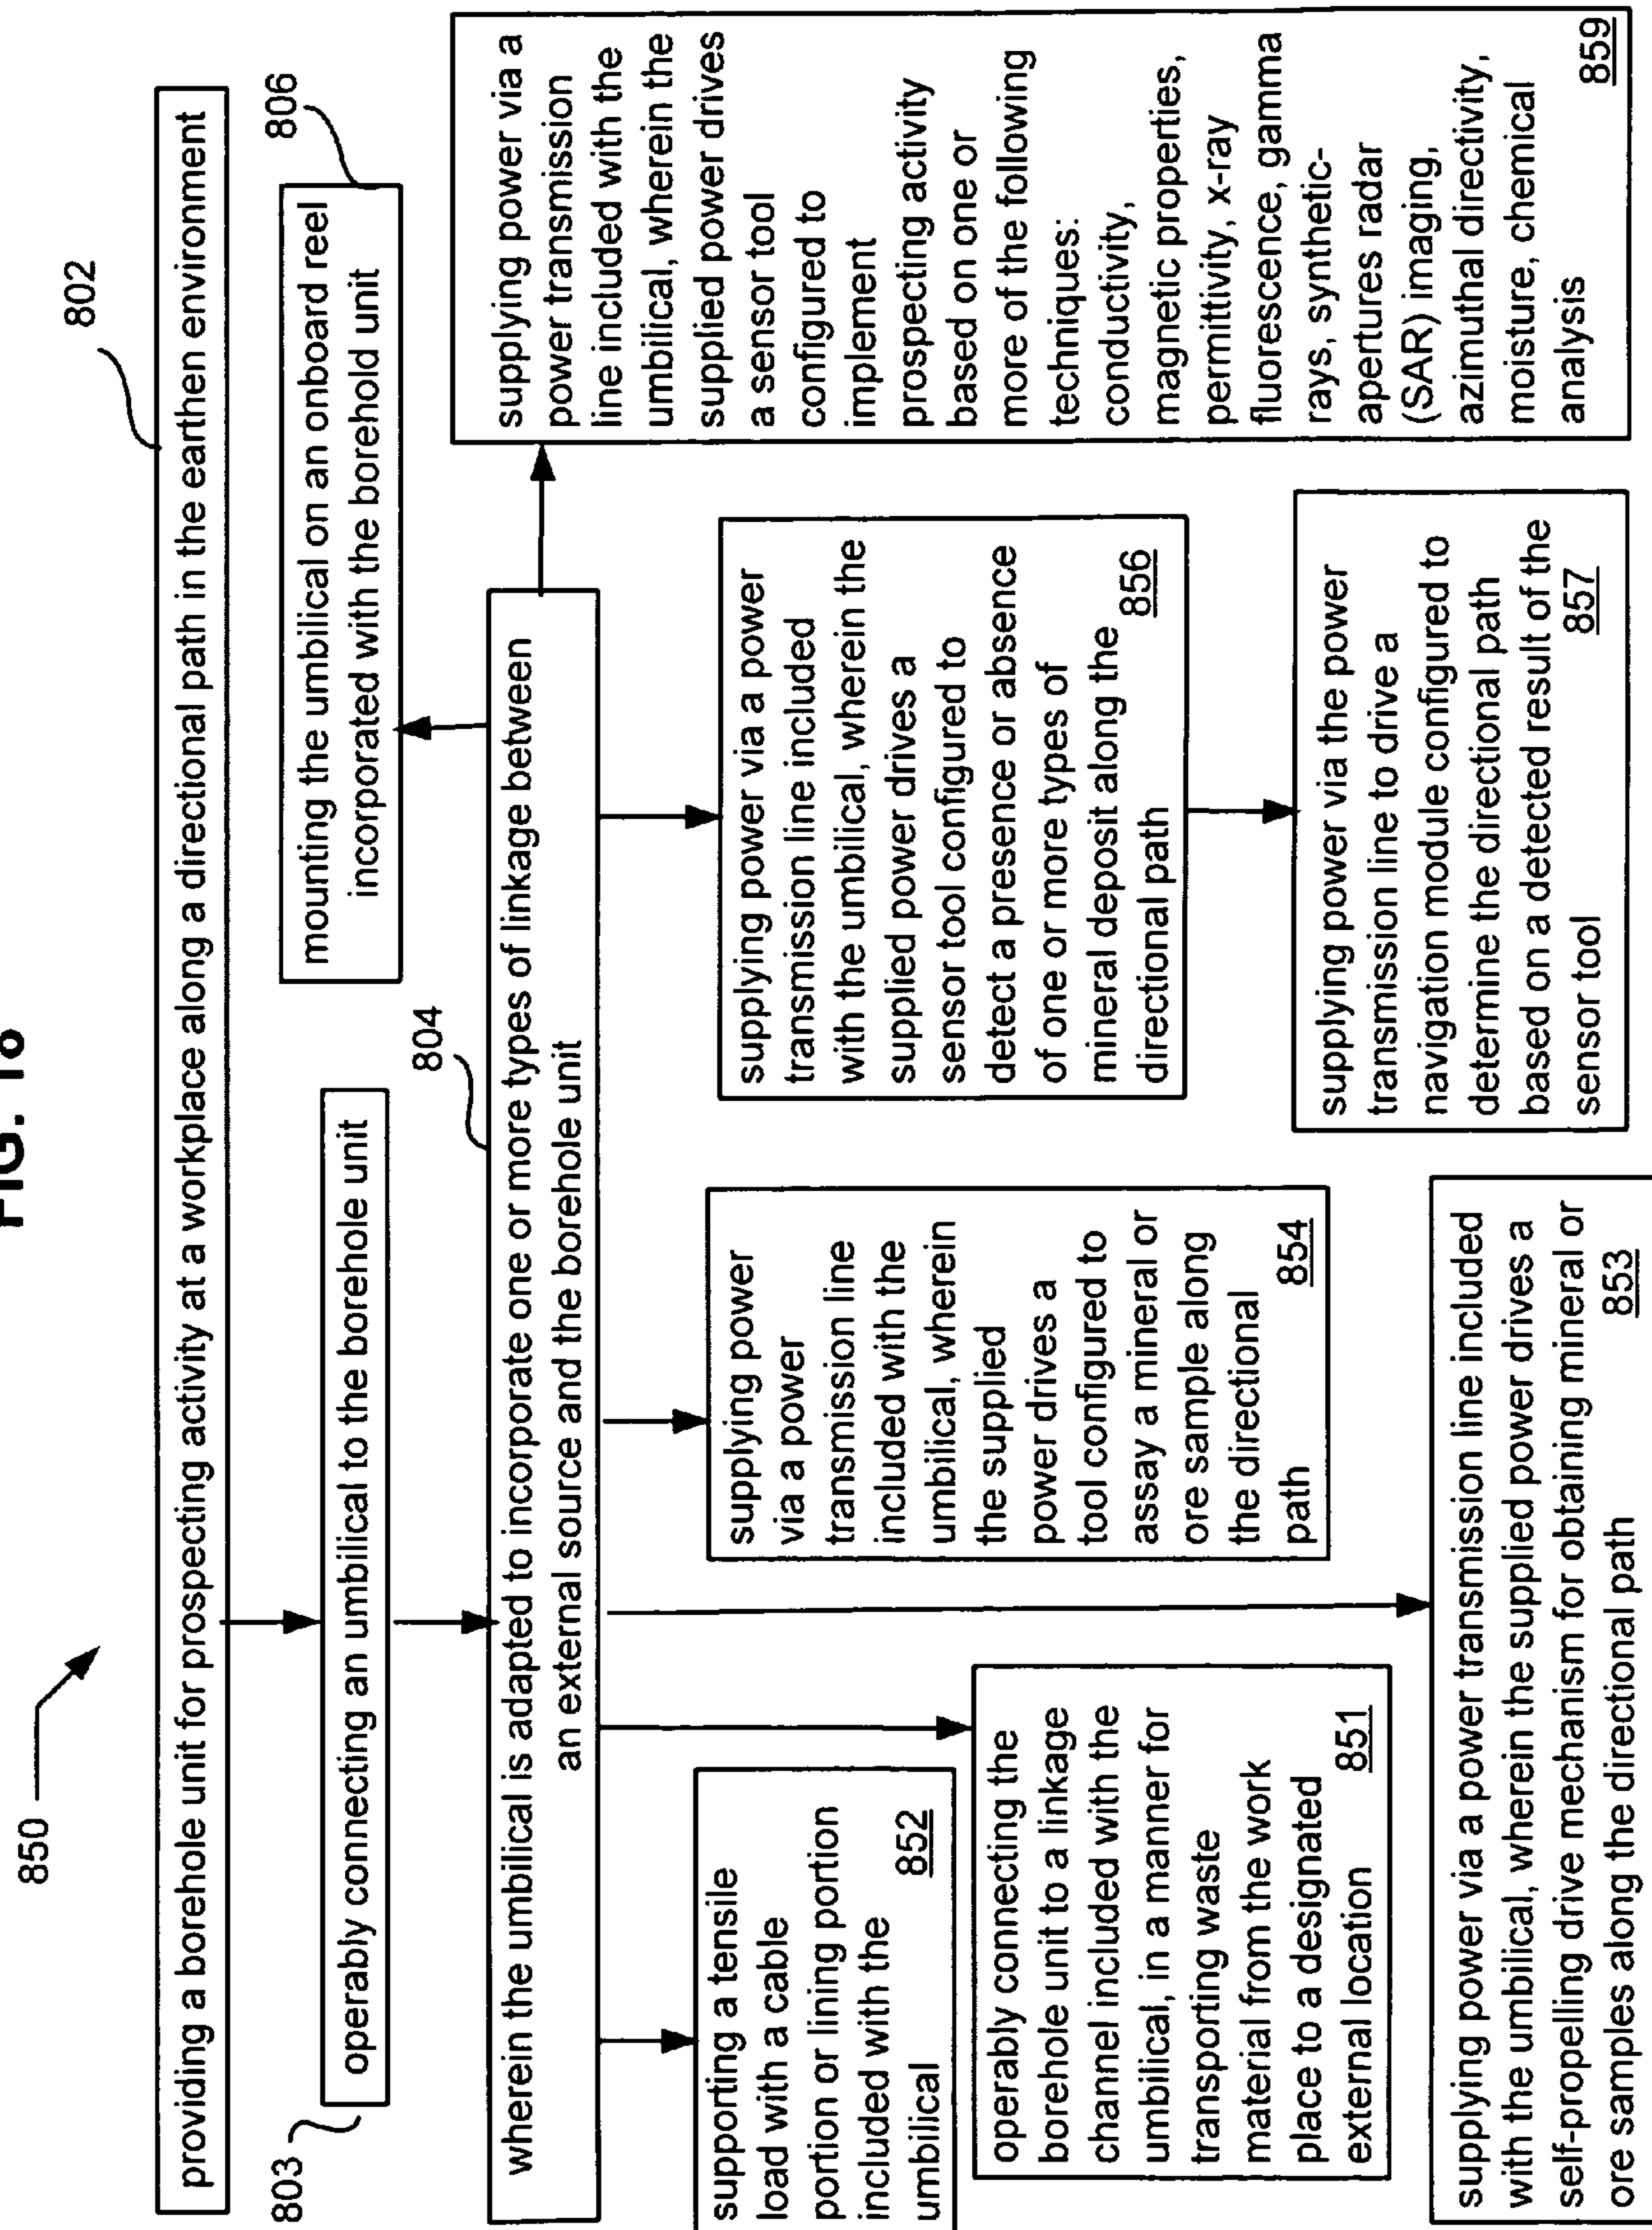 FIG.
850
802
providing a borehole unit for prospecting activity at a workplace along a directional path in the earthen environment
803
operably connecting an umbilical to the borehole unit
806
mounting the umbilical on an onboard reel
incorporated with the borehold unit
804
wherein the umbilical is adapted to incorporate one or more types of linkage between
an external source and the borehole unit
supporting a tensile
load with a cable
portion or lining portion
included with the
umbilical
852
operably connecting the
borehole unit to a linkage
channel included with the
umbilical, in a manner for
transporting waste
material from the work
place to a designated
external location
851
supplying power via a power transmission line included
with the umbilical, wherein the supplied power drives a
self-propelling drive mechanism for obtaining mineral or
ore samples along the directional path
853
supplying power
via a power
transmission line
included with the
umbilical, wherein
the supplied
power drives a
tool configured to
assay a mineral or
ore sample along
the directional
path
854
supplying power via a power
transmission line included
with the umbilical, wherein the
supplied power drives a
sensor tool configured to
detect a presence or absence
of one or more types of
mineral deposit along the
directional path
856
supplying power via the power
transmission line to drive a
navigation module configured to
determine the directional path
based on a detected result of the
sensor tool
857
supplying power via a
power transmission
line included with the
umbilical, wherein the
supplied power drives
a sensor tool
configured to
implement
prospecting activity
based on one or
more of the following
techniques:
conductivity,
magnetic properties,
permittivity, x-ray
fluorescence, gamma
rays, synthetic-
apertures radar
(SAR) imaging,
azimuthal directivity,
moisture, chemical
analysis
859